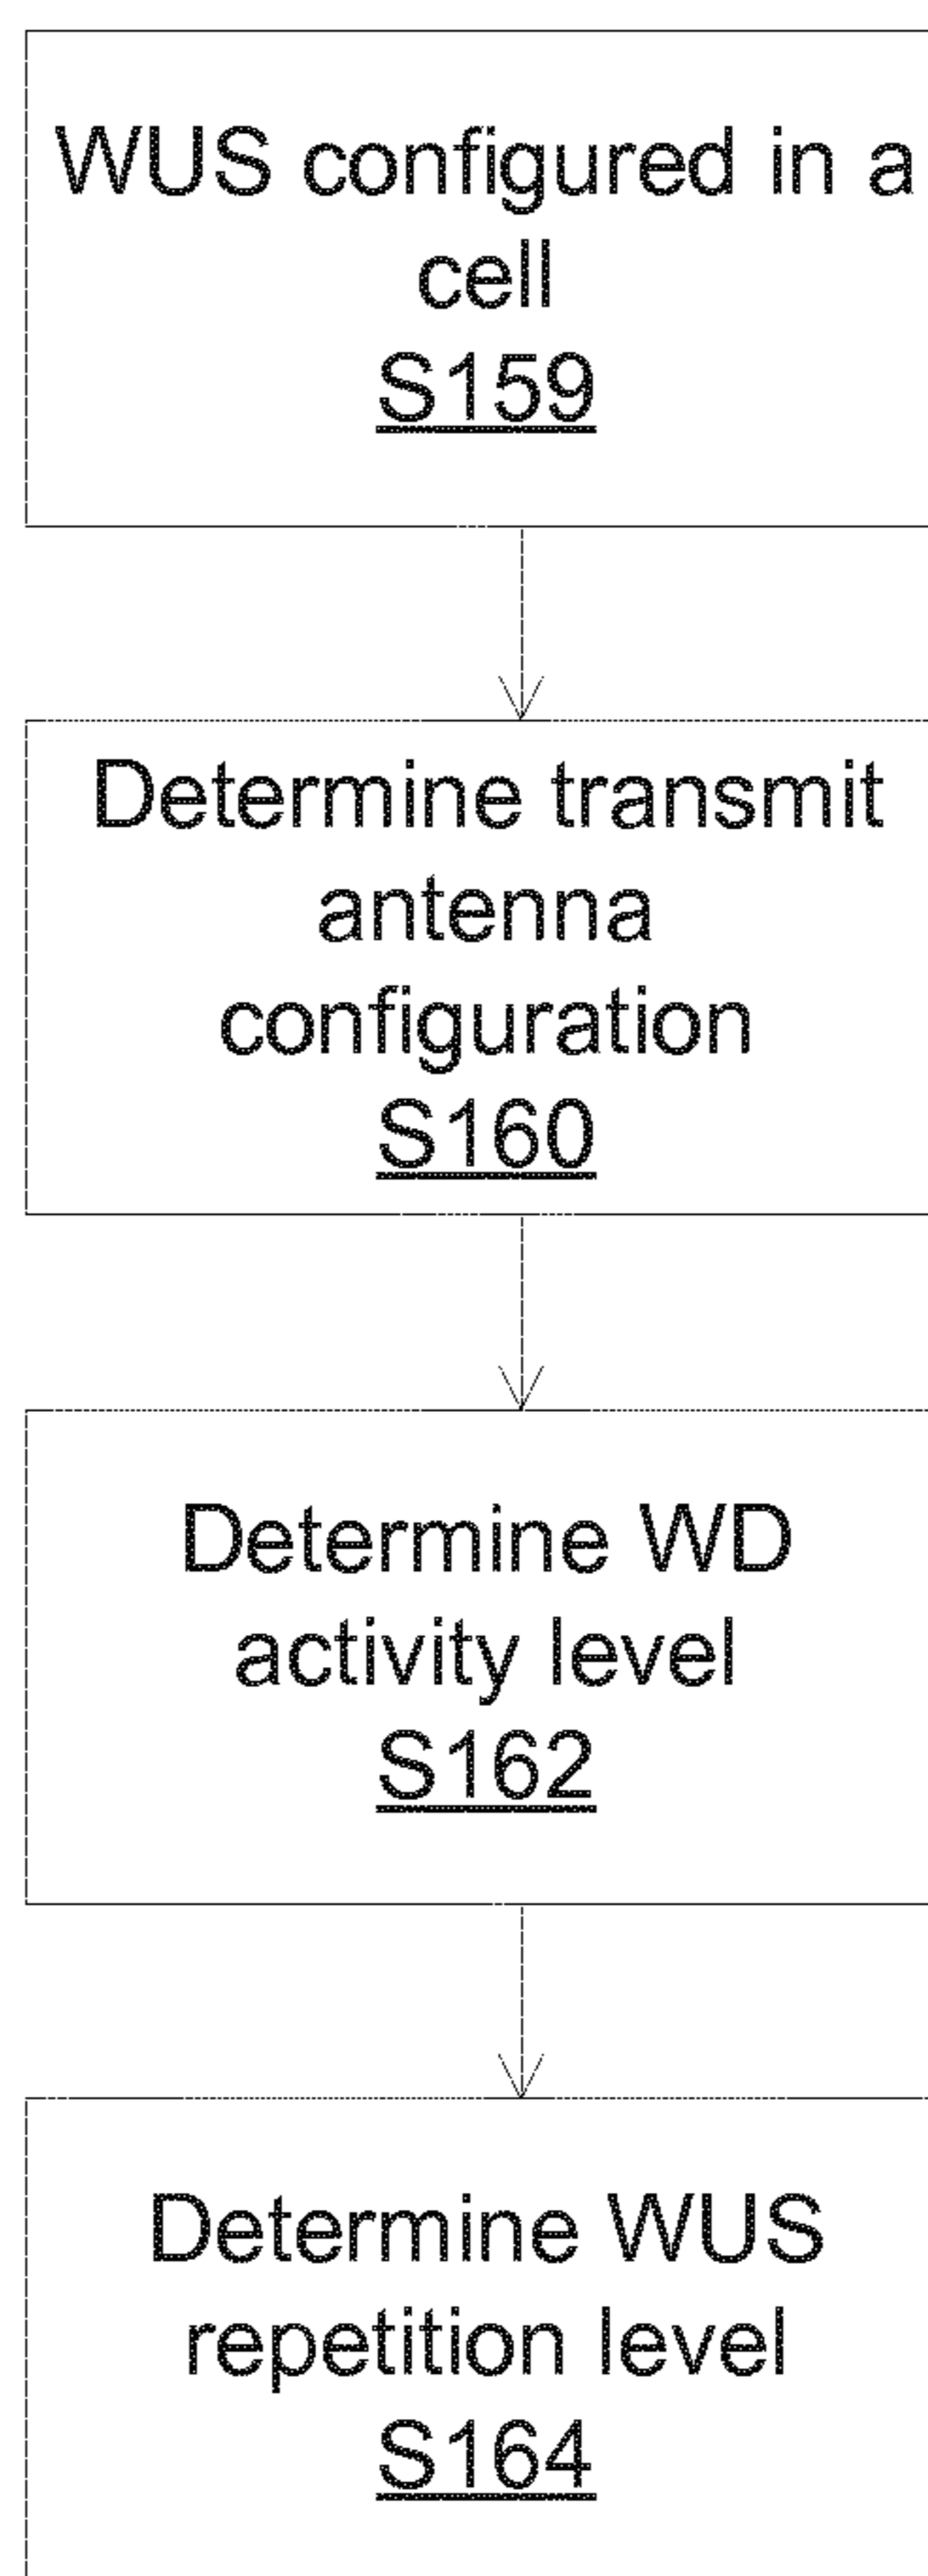 WUS configured in a
cell
S159
Determine transmit
antenna
configuration
S160
Determine WD
activity level
S162
Determine WUS
repetition level
S164